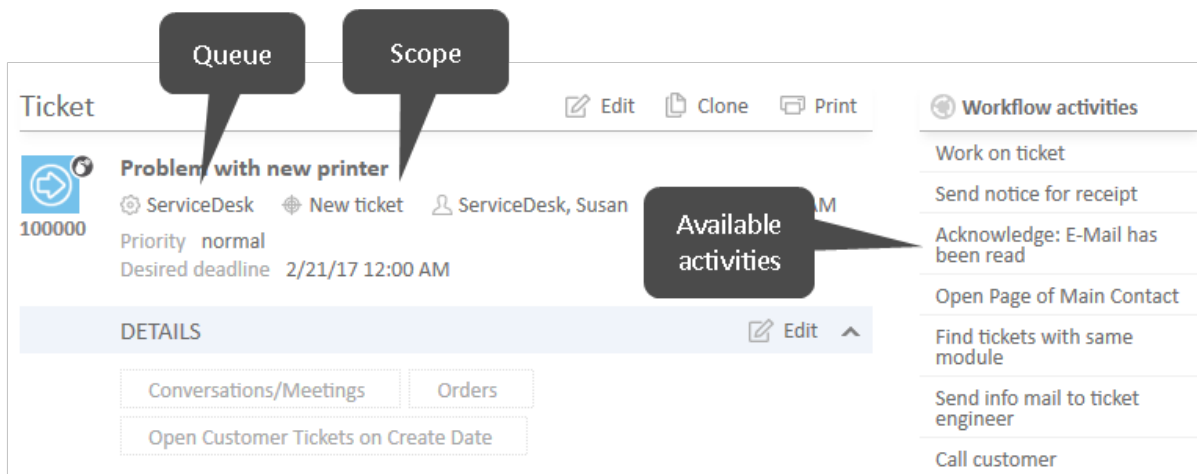 Queue
Scope
Ticket
Edit
Clone
Print
Workflow activities
Problem with new printer
ServiceDesk
New ticket
ServiceDesk, Susan
AM
100000
Priority normal
Desired deadline 2/21/17 12:00 AM
Available
activities
Work on ticket
Send notice for receipt
Acknowledge: E-Mail has
been read
Open Page of Main Contact
Find tickets with same
module
Send info mail to ticket
engineer
Call customer
DETAILS
Edit
Conversations/Meetings
Orders
Open Customer Tickets on Create Date